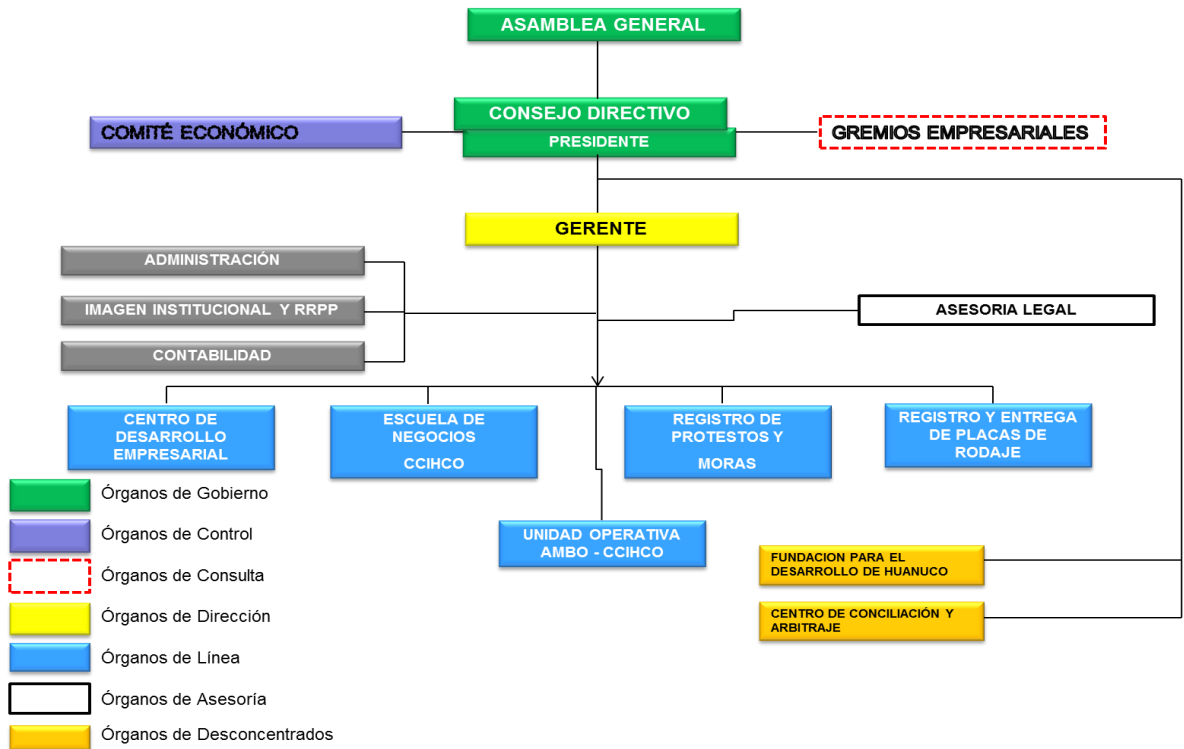 ASAMBLEA GENERAL
CONSEJO DIRECTIVO
PRESIDENTE
COMITÉ ECONÓMICO
GREMIOS EMPRESARIALES
GERENTE
ADMINISTRACIÓN
IMAGEN INSTITUCIONAL Y RRPP
CONTABILIDAD
ASESORIA LEGAL
CENTRO DE
DESARROLLO
EMPRESARIAL
ESCUELA DE
NEGOCIOS
CCIHCO
REGISTRO DE
PROTESTOS Y
MORAS
REGISTRO Y ENTREGA
DE PLACAS DE
RODAJE
UNIDAD OPERATIVA
AMBO - CCIHCO
FUNDACION PARA EL
DESARROLLO DE HUANUCO
CENTRO DE CONCILIACIÓN Y
ARBITRAJE
Órganos de Gobierno
Órganos de Control
Órganos de Consulta
Órganos de Dirección
Órganos de Línea
Órganos de Asesoría
Órganos de Desconcentrados